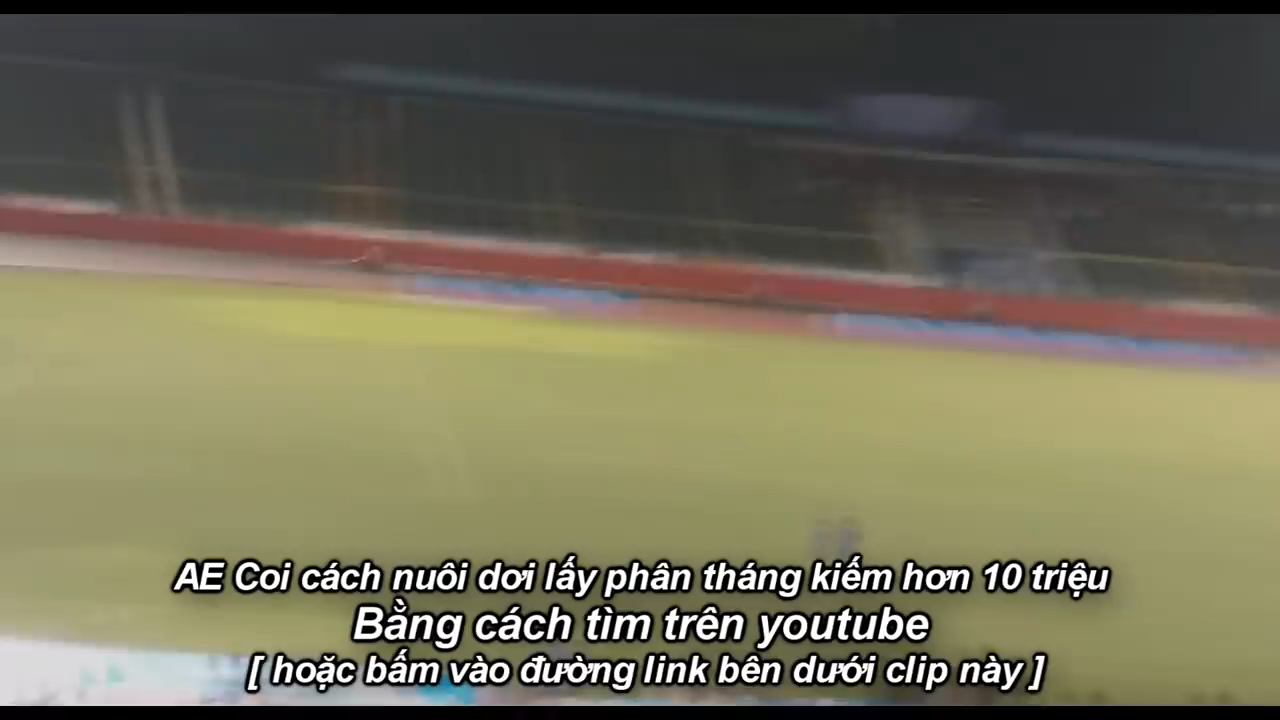 AE Coi cách nuôi dơi lấy phân tháng kiếm hơn 10 triệu
Bằng cách tìm trên youtube
[ hoặc bấm vào đường link bên dưới clip này ]